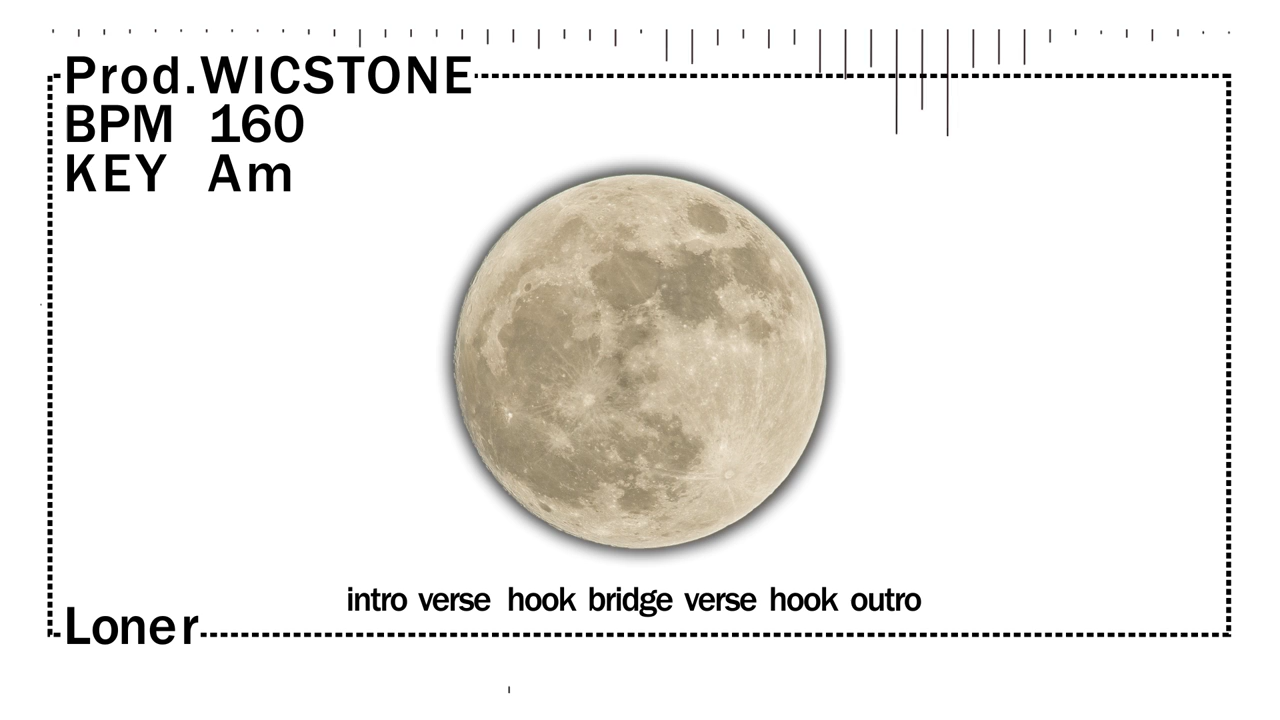 Prod.WICSTONE
BPM 160
KEY Am
intro verse hook bridge verse hook outro
Loner